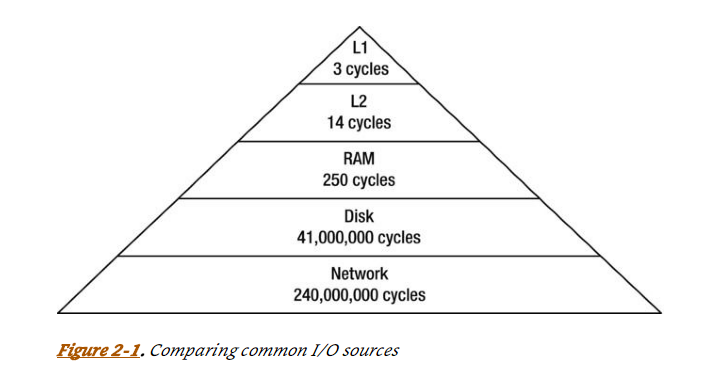 L1
3 cycles
L2
14 cycles
RAM
250 cycles
Disk
41,000,000 cycles
Network
240,000,000 cycles
Figure 2-1. Comparing common I/O sources